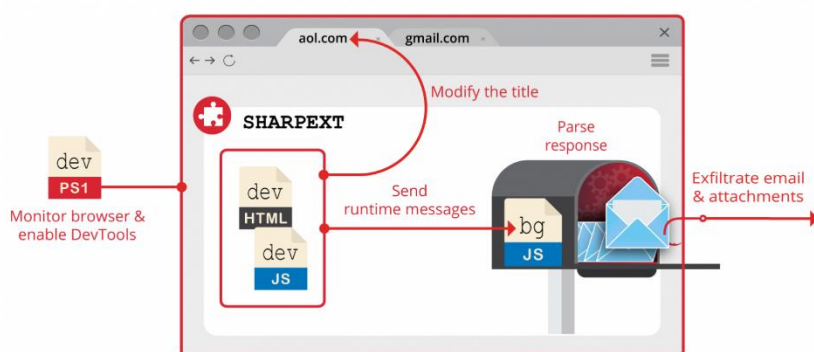 aol.com
gmail.com
Modify the title
SHARPEXT
Parse
response
dev
PS1
Monitor browser &
enable DevTools
dev
HTML
dev
JS
Send
runtime messages
bg
JS
Exfiltrate email
& attachments